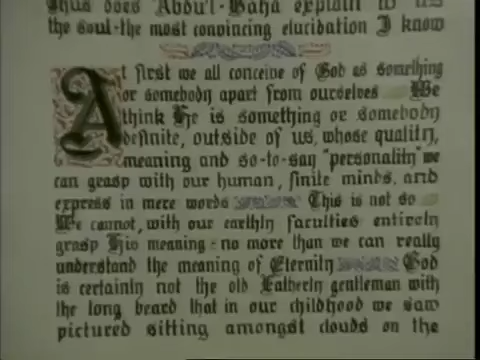 Thus does Abdu'l-Baha explain to us
the soul-the most convincing elucidation I know
At first we all conceive of God as something
or somebody apart from ourselves We
think He is something or somebody
definite, outside of us, whose quality,
meaning and so-to-say "personality" we
can grasp with our human, finite minds, and
express in mere words This is not so
We cannot, with our earthly faculties entirely
grasp His meaning - no more than we can really
understand the meaning of Eternity God
is certainly not the old Fatherly gentleman with
the long beard that in our childhood we saw
pictured sitting amongst clouds on the